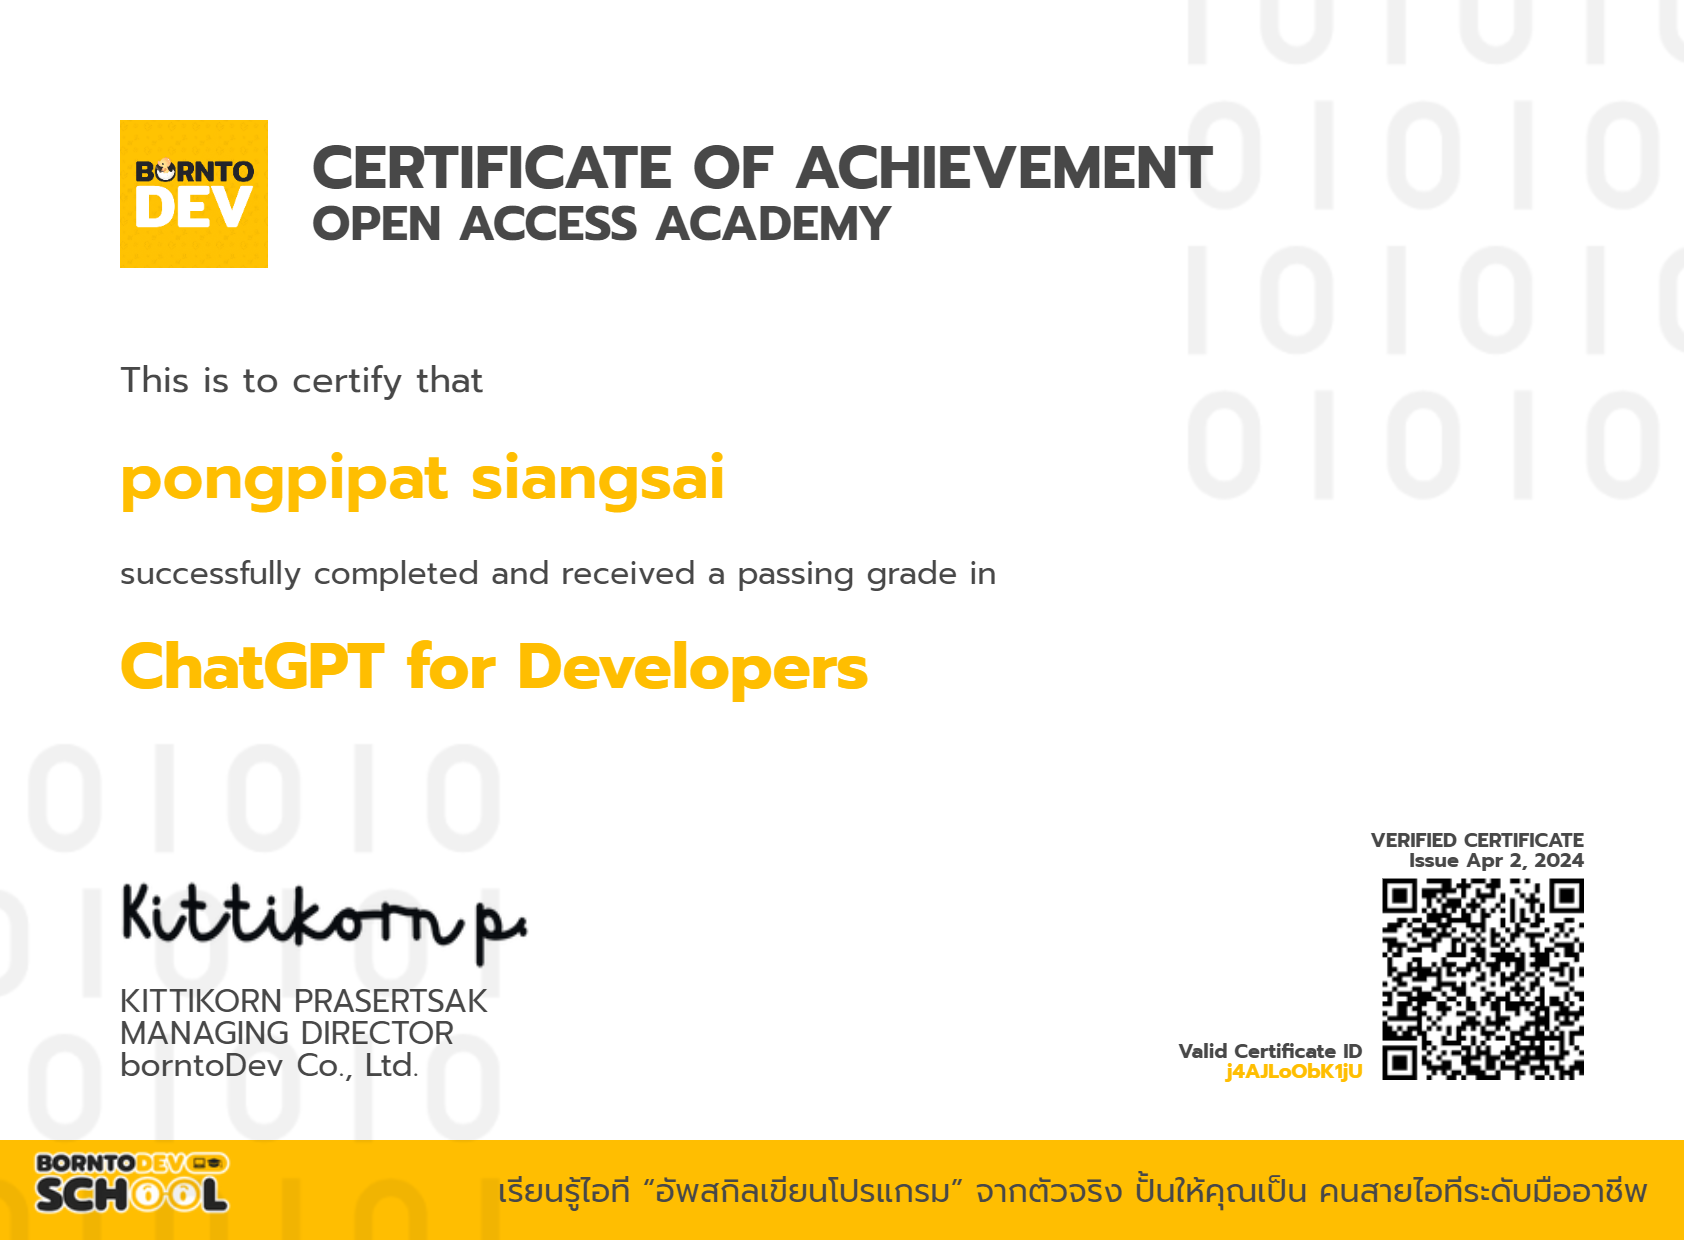 BORNTO
DEV
CERTIFICATE OF ACHIEVEMENT
OPEN ACCESS ACADEMY
This is to certify that
pongpipat siangsai
successfully completed and received a passing grade in
ChatGPT for Developers
Kittikorn p.
KITTIKORN PRASERTSAK
MANAGING DIRECTOR
borntoDev Co., Ltd.
VERIFIED CERTIFICATE
Issue Apr 2, 2024
Valid Certificate ID
j4AJLoObK1jU
BORNTODEV
SCHOOL
เรียนรู้ไอที “อัพสกิลเขียนโปรแกรม” จากตัวจริง ปั้นให้คุณเป็น คนสายไอทีระดับมืออาชีพ